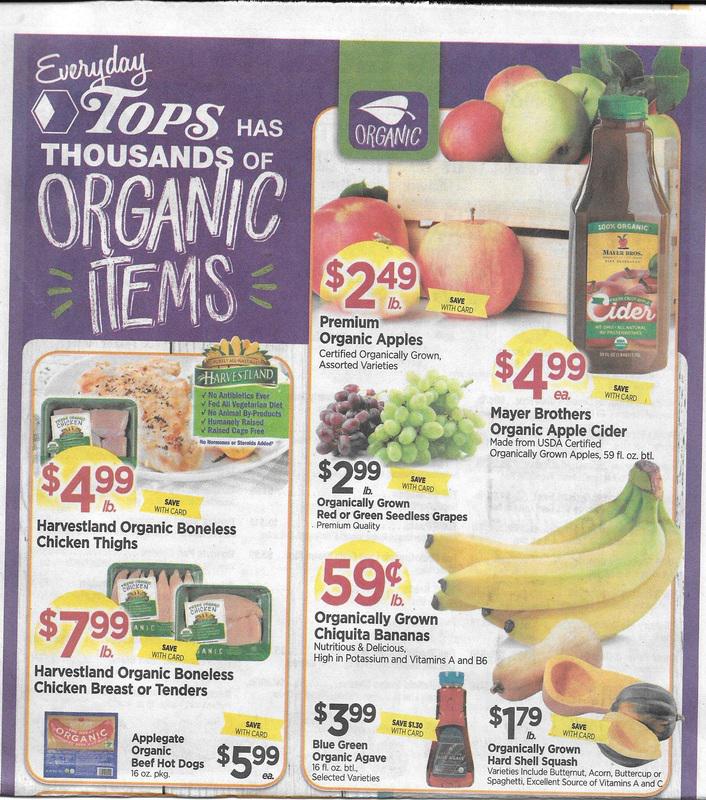 Everyday
TOPS HAS
THOUSANDS OF
ORGANIC
ITEMS
ORGANIC
100% ORGANIC
MAYER BROS.
Cider
$2.49
lb.
SAVE
WITH CARD
Premium
Organic Apples
Certified Organically Grown,
Assorted Varieties
$4.99
ea.
SAVE
WITH CARD
Mayer Brothers
Organic Apple Cider
Made from USDA Certified
Organically Grown Apples, 59 fl. oz. btl.
HARVESTLAND
✓ No Antibiotics Ever
✓ Fed All Vegetarian Diet
✓ No Animal By-Products
✓ Humanely Raised
✓ Raised Cage Free
No Hormones or Steroids Added*
CHICKEN
$4.99
lb.
SAVE
WITH CARD
Harvestland Organic Boneless
Chicken Thighs
$2.99
lb.
SAVE
WITH CARD
Organically Grown
Red or Green Seedless Grapes
Premium Quality
CHICKEN
CHICKEN
$7.99
lb.
SAVE
WITH CARD
Harvestland Organic Boneless
Chicken Breast or Tenders
59¢
lb.
Organically Grown
Chiquita Bananas
Nutritious & Delicious,
High in Potassium and Vitamins A and B6
ORGANIC
Applegate
Organic
Beef Hot Dogs
16 oz. pkg.
SAVE
WITH CARD
$5.99
ea.
$3.99
SAVE $1.30
WITH CARD
Blue Green
Organic Agave
16 fl. oz. btl.,
Selected Varieties
$1.79
lb.
SAVE
WITH CARD
Organically Grown
Hard Shell Squash
Varieties Include Butternut, Acorn, Buttercup or
Spaghetti, Excellent Source of Vitamins A and C